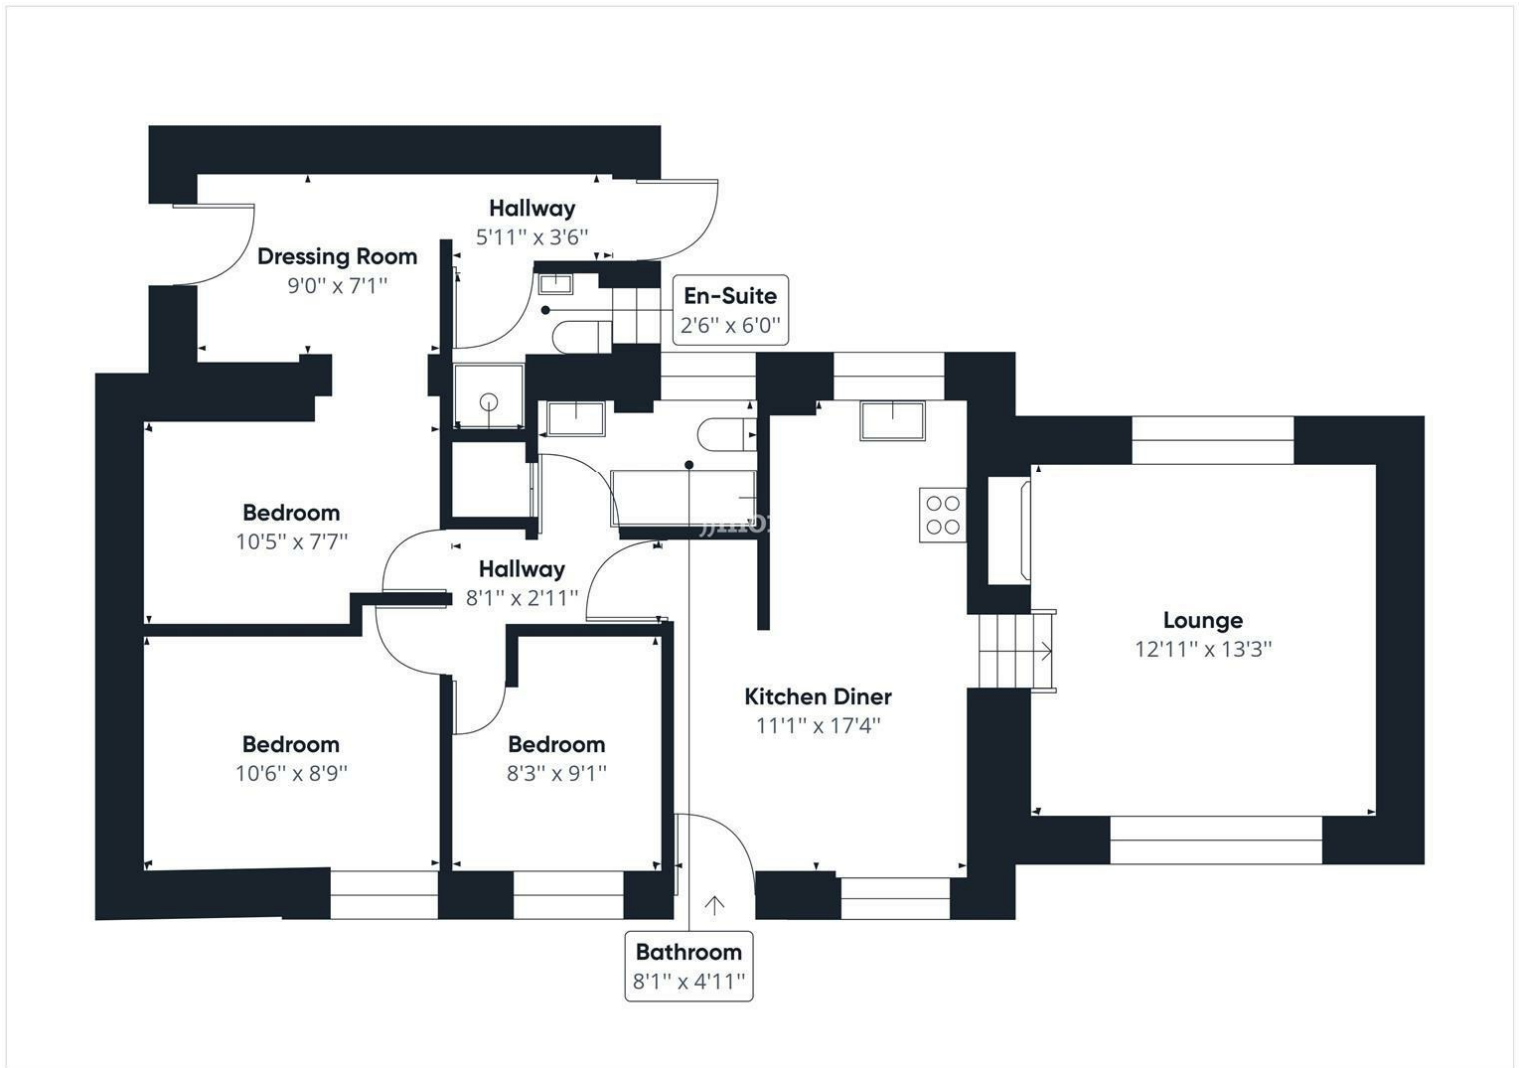 Hallway
5'11" x 3'6"
Dressing Room
9'0" x 7'1"
En-Suite
2'6" x 6'0"
Bedroom
10'5" x 7'7"
Hallway
8'1" x 2'11"
Lounge
12'11" x 13'3"
Kitchen Diner
11'1" x 17'4"
Bedroom
10'6" x 8'9"
Bedroom
8'3" x 9'1"
Bathroom
8'1" x 4'11"